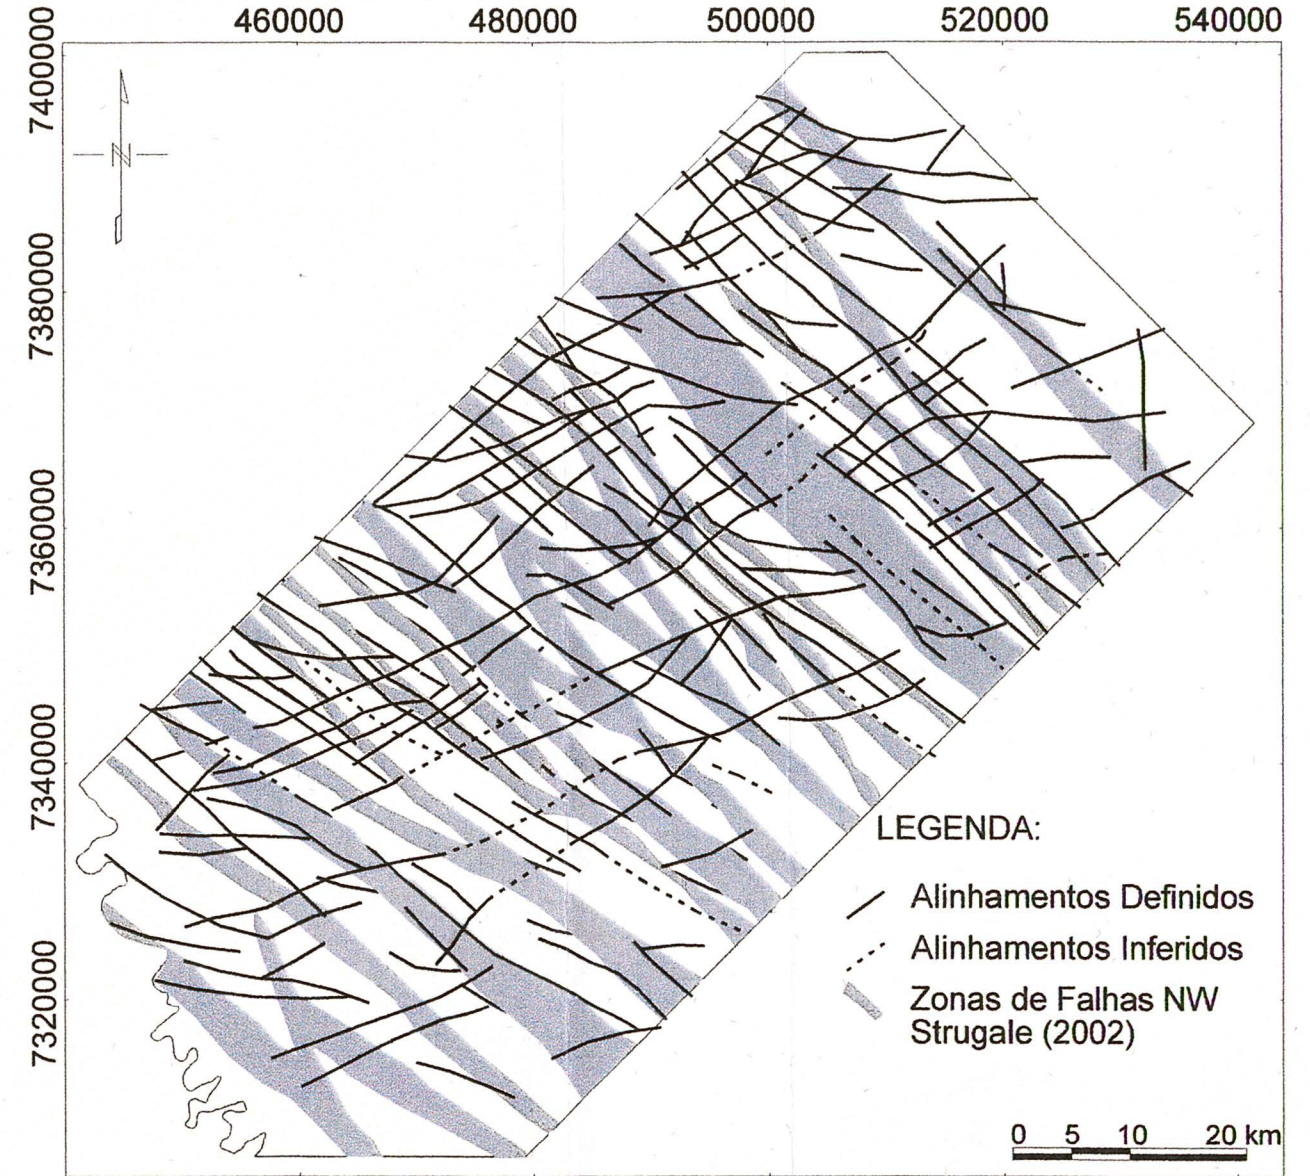 460000 480000 500000 520000 540000
7400000
7380000
7360000
7340000
7320000
N
LEGENDA:
Alinhamentos Definidos
Alinhamentos Inferidos
Zonas de Falhas NW
Strugale (2002)
0 5 10 20 km